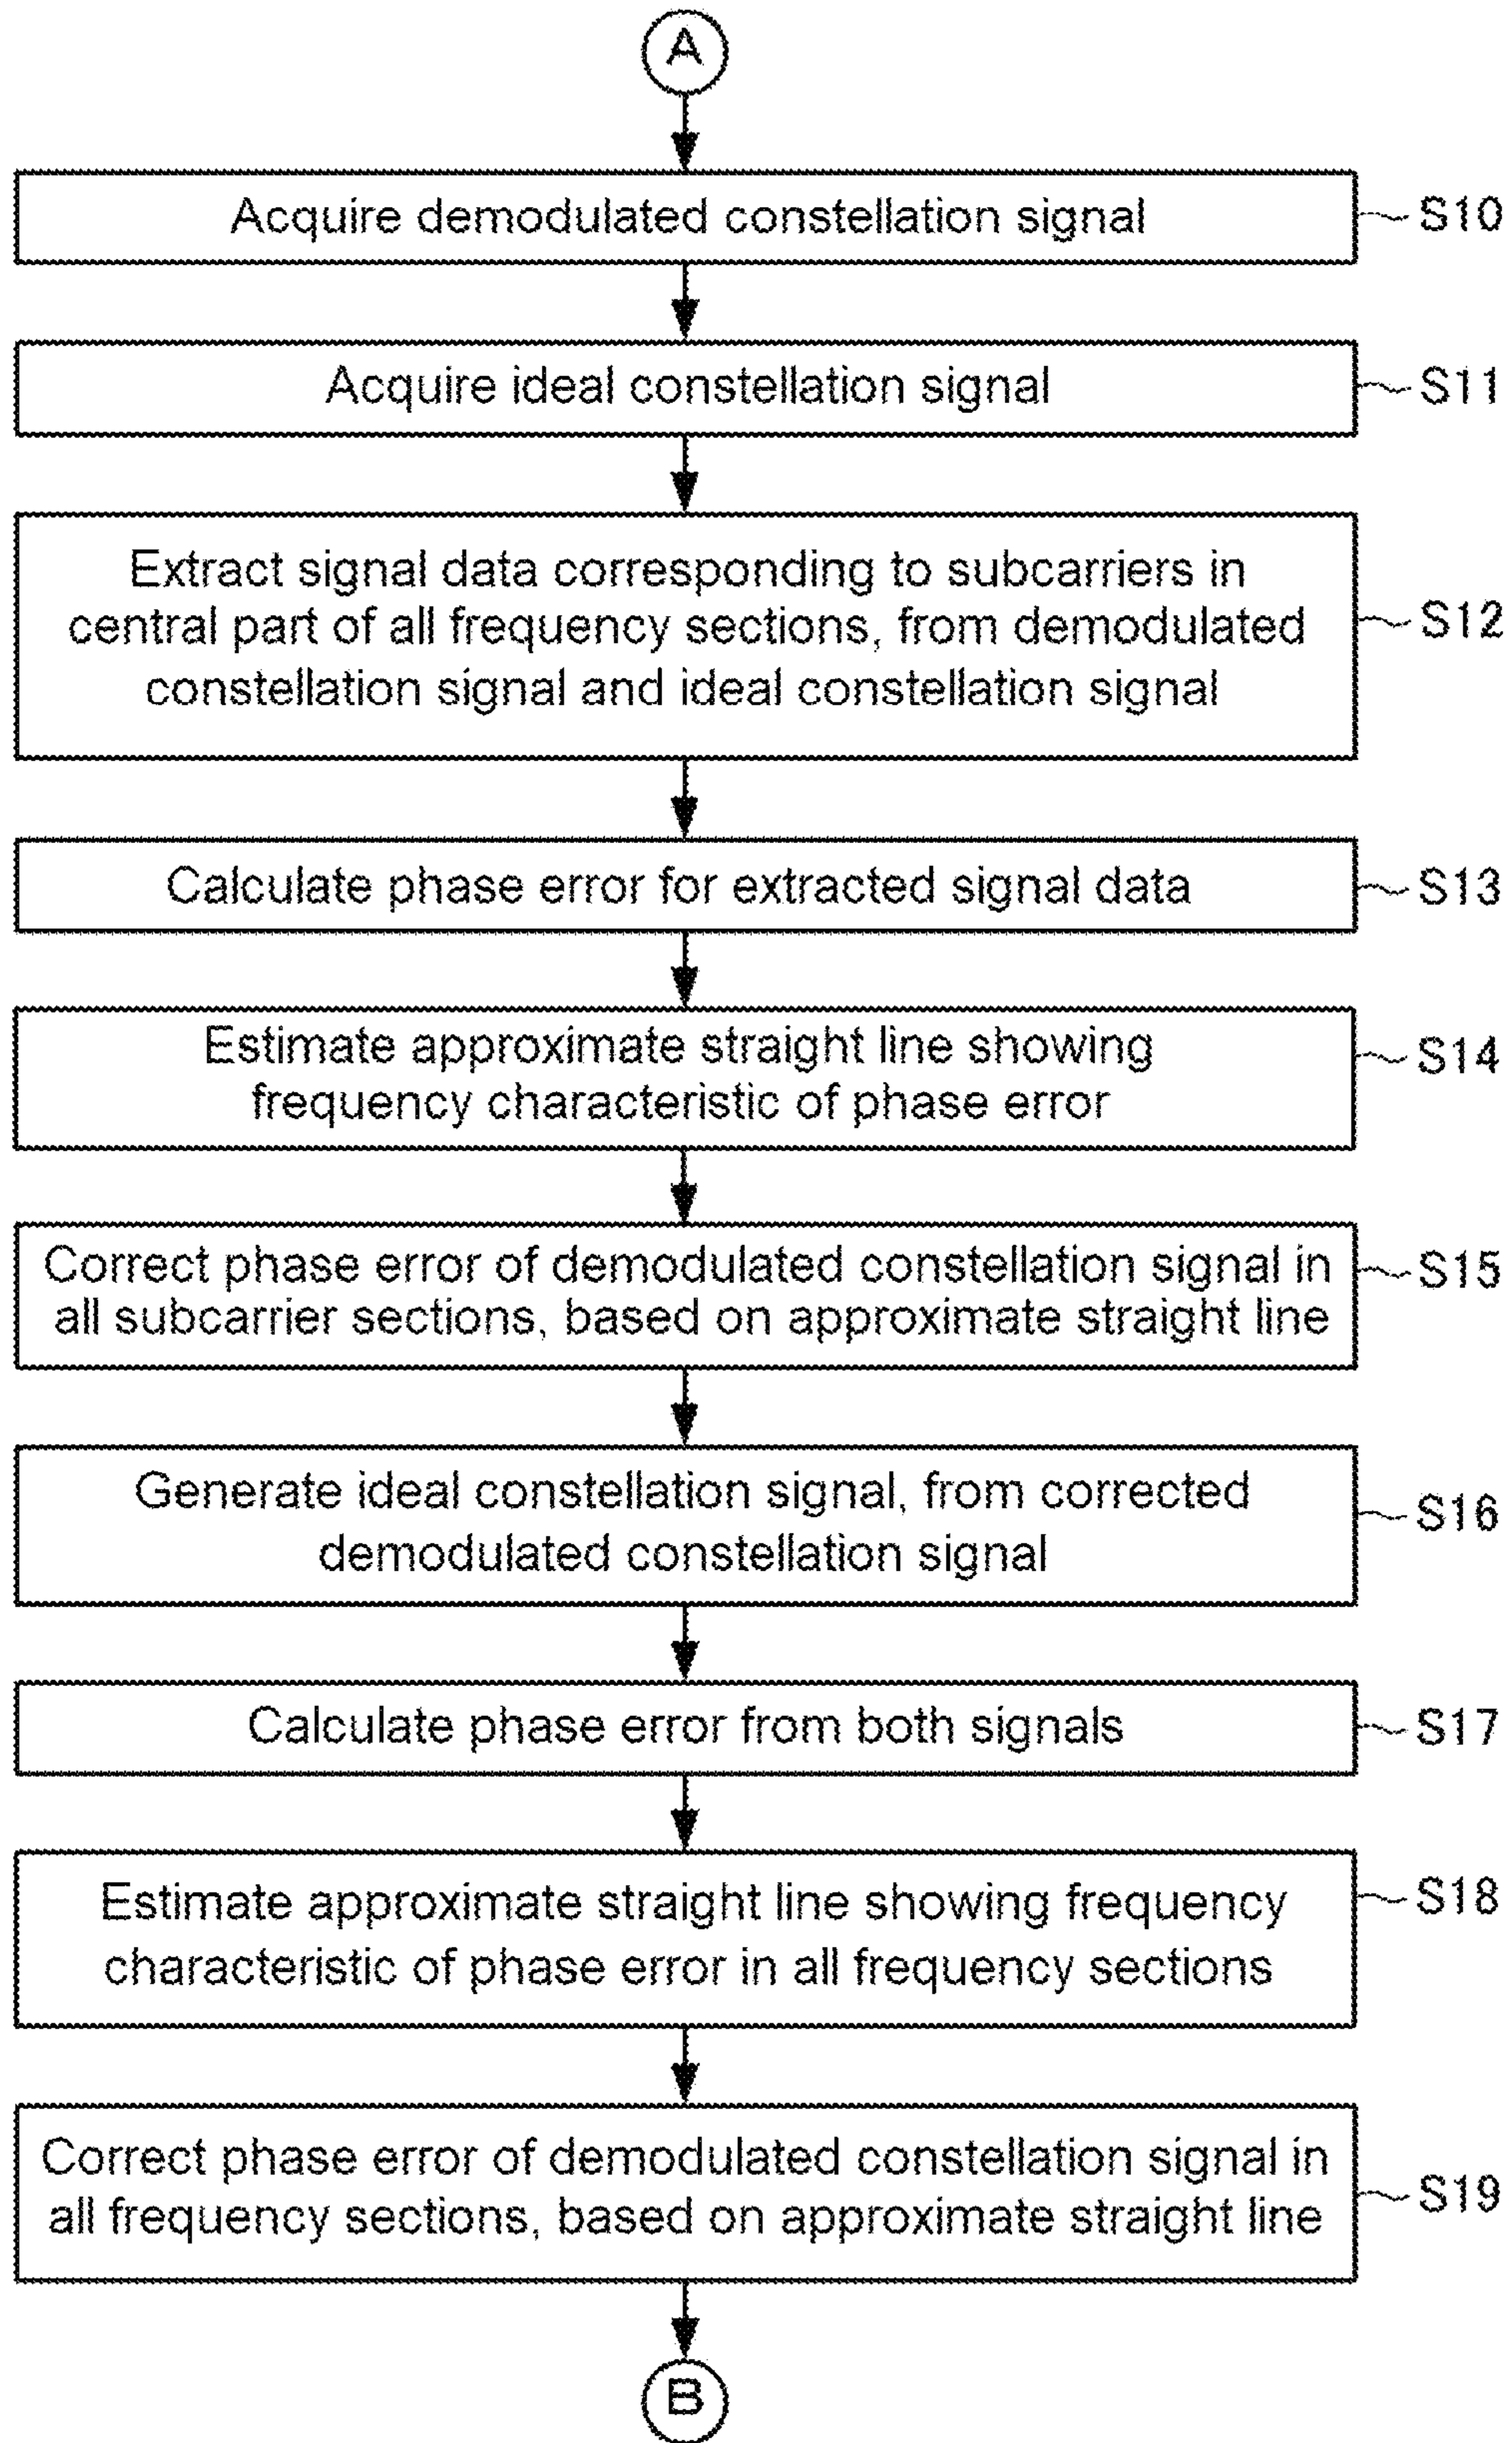 A
Acquire demodulated constellation signal
S10
Acquire ideal constellation signal
S11
Extract signal data corresponding to subcarriers in
central part of all frequency sections, from demodulated
constellation signal and ideal constellation signal
S12
Calculate phase error for extracted signal data
S13
Estimate approximate straight line showing
frequency characteristic of phase error
S14
Correct phase error of demodulated constellation signal in
all subcarrier sections, based on approximate straight line
S15
Generate ideal constellation signal, from corrected
demodulated constellation signal
S16
Calculate phase error from both signals
S17
Estimate approximate straight line showing frequency
characteristic of phase error in all frequency sections
S18
Correct phase error of demodulated constellation signal in
all frequency sections, based on approximate straight line
S19
B